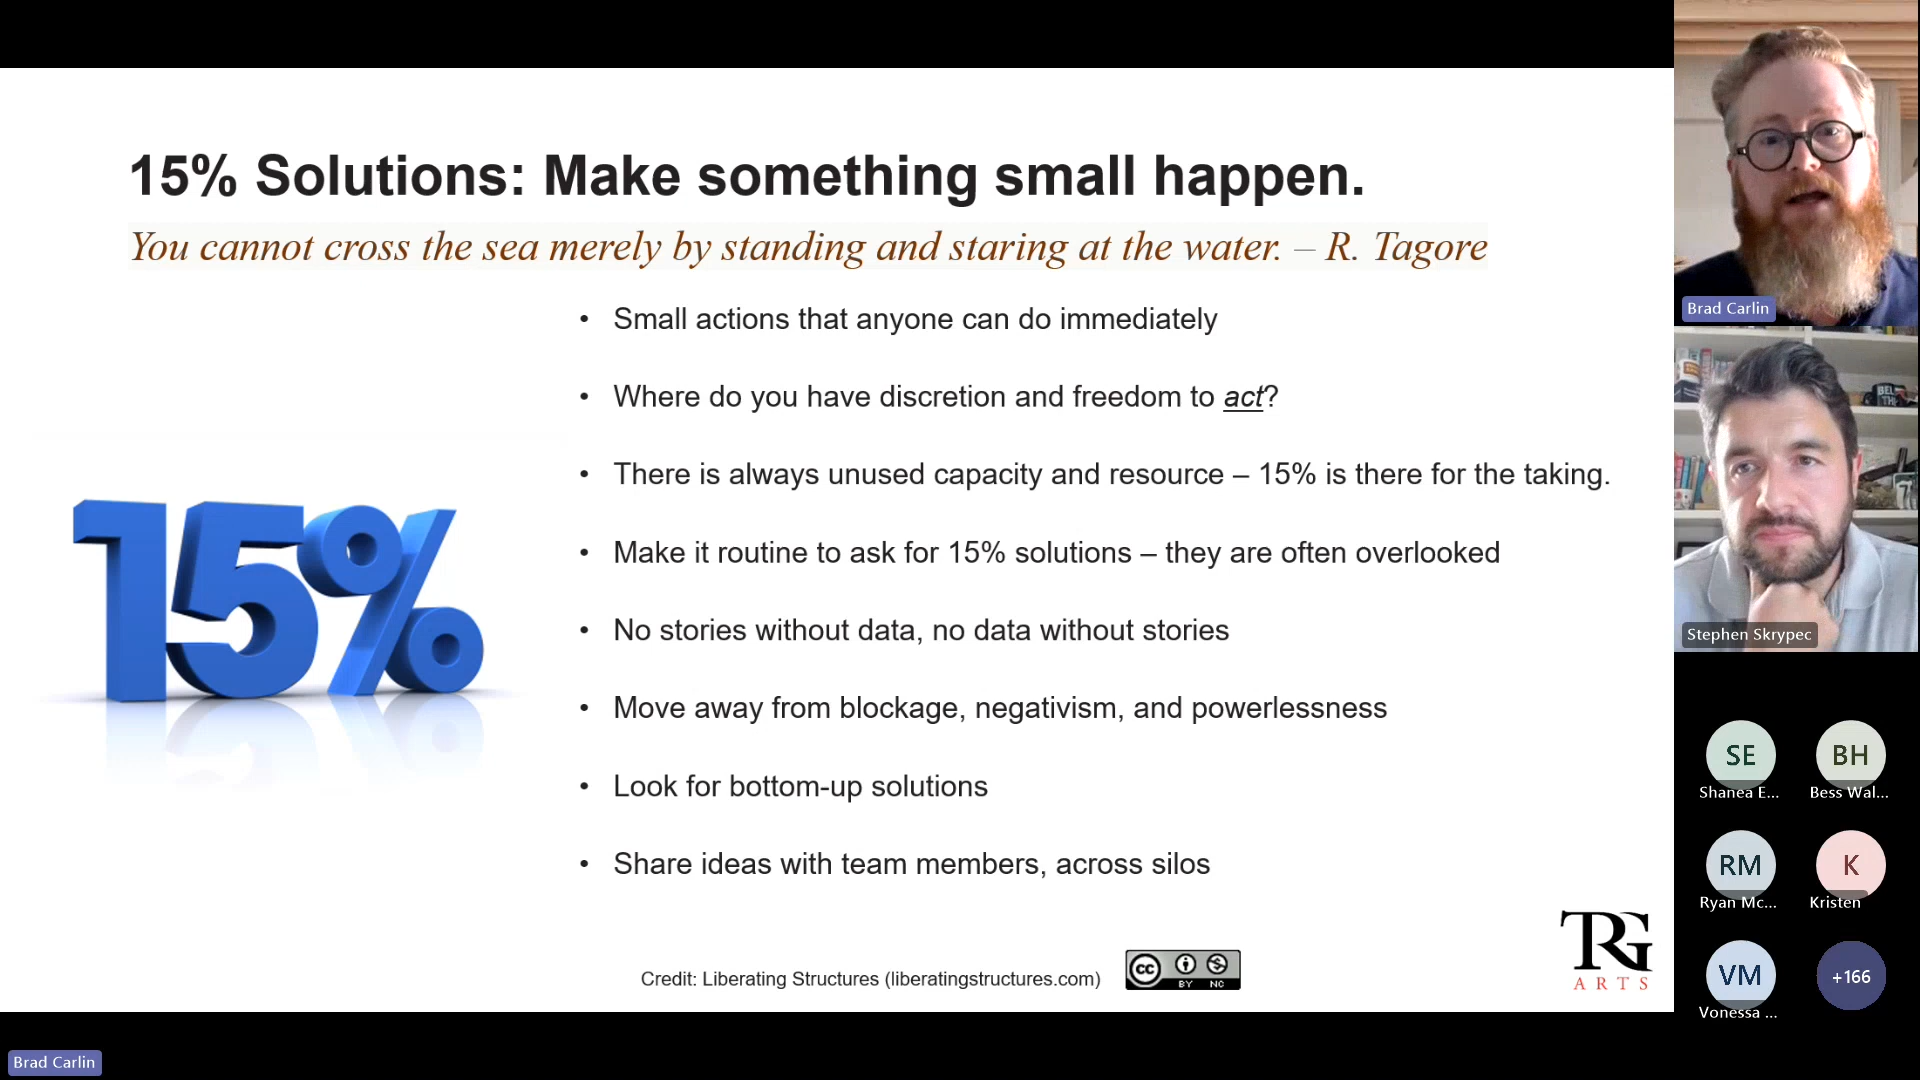 15% Solutions: Make something small happen.
You cannot cross the sea merely by standing and staring at the water. – R. Tagore
• Small actions that anyone can do immediately
• Where do you have discretion and freedom to act?
• There is always unused capacity and resource – 15% is there for the taking.
• Make it routine to ask for 15% solutions – they are often overlooked
• No stories without data, no data without stories
• Move away from blockage, negativism, and powerlessness
• Look for bottom-up solutions
• Share ideas with team members, across silos
15%
Credit: Liberating Structures (liberatingstructures.com)
cc
BY NC
TRG
ARTS
Brad Carlin
Brad Carlin
Stephen Skrypec
SE
Shanea E...
BH
Bess Wal...
RM
Ryan Mc...
K
Kristen
VM
Vonessa ...
+166